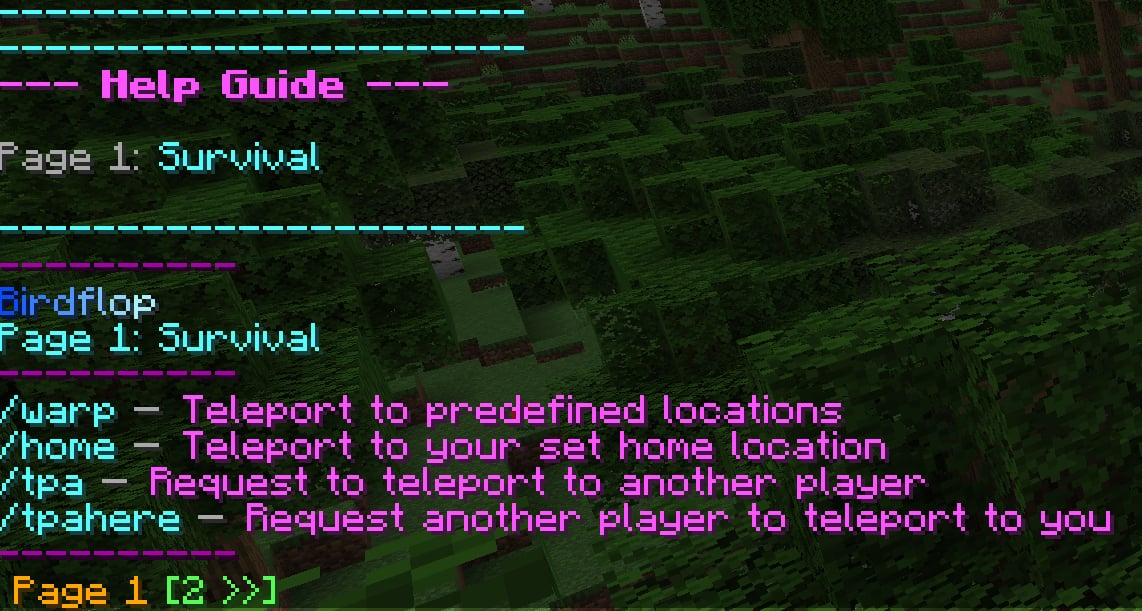 ----------------------
----------------------
--- Help Guide ---
Page 1: Survival
----------------------
----------
Birdflop
Page 1: Survival
----------
/warp – Teleport to predefined locations
/home – Teleport to your set home location
/tpa – Request to teleport to another player
/tpahere – Request another player to teleport to you
----------
Page 1 [2 >>]